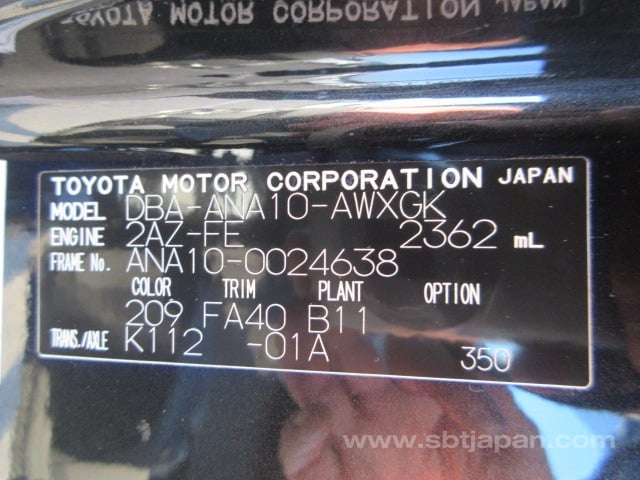 TOYOTA MOTOR CORPORATION JAPAN
TOYOTA MOTOR CORPORATION JAPAN
MODEL DBA-ANA10-AWXGK
ENGINE 2AZ-FE 2362 mL
FRAME No. ANA10-0024638
COLOR TRIM PLANT OPTION
209 FA40 B11
TRANS./AXLE K112 -01A 350
www.sbtjapan.com